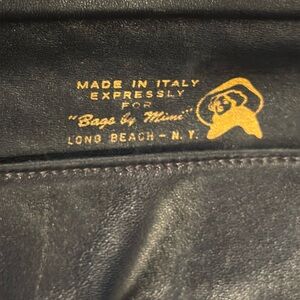 MADE IN ITALY
EXPRESSLY
FOR
"Bags by Mimi"
LONG BEACH - N.Y.